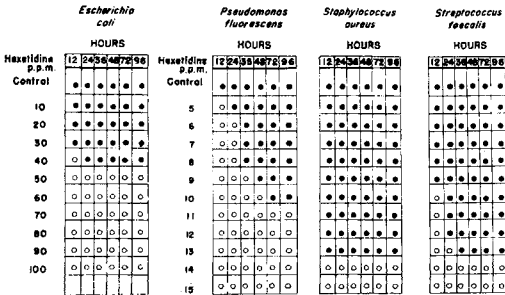 Escherichia Pseudomonas Staphylococcus Streptococcus
coli fluorescens aureus faecalis
HOURS HOURS HOURS HOURS
Hexetidine 12 24 36 48 72 96 Hexetidine 12 24 36 48 72 96 12 24 36 48 72 96 12 24 36 48 72 96
p.p.m. p.p.m.
Control Control
10 5
20 6
30 7
40 8
50 9
60 10
70 11
80 12
90 13
100 14
15